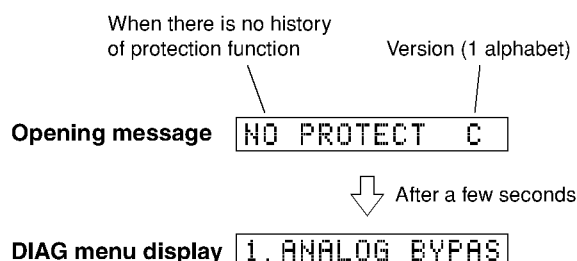 When there is no history
of protection function
Version (1 alphabet)
Opening message NO PROTECT C
After a few seconds
DIAG menu display 1. ANALOG BYPAS